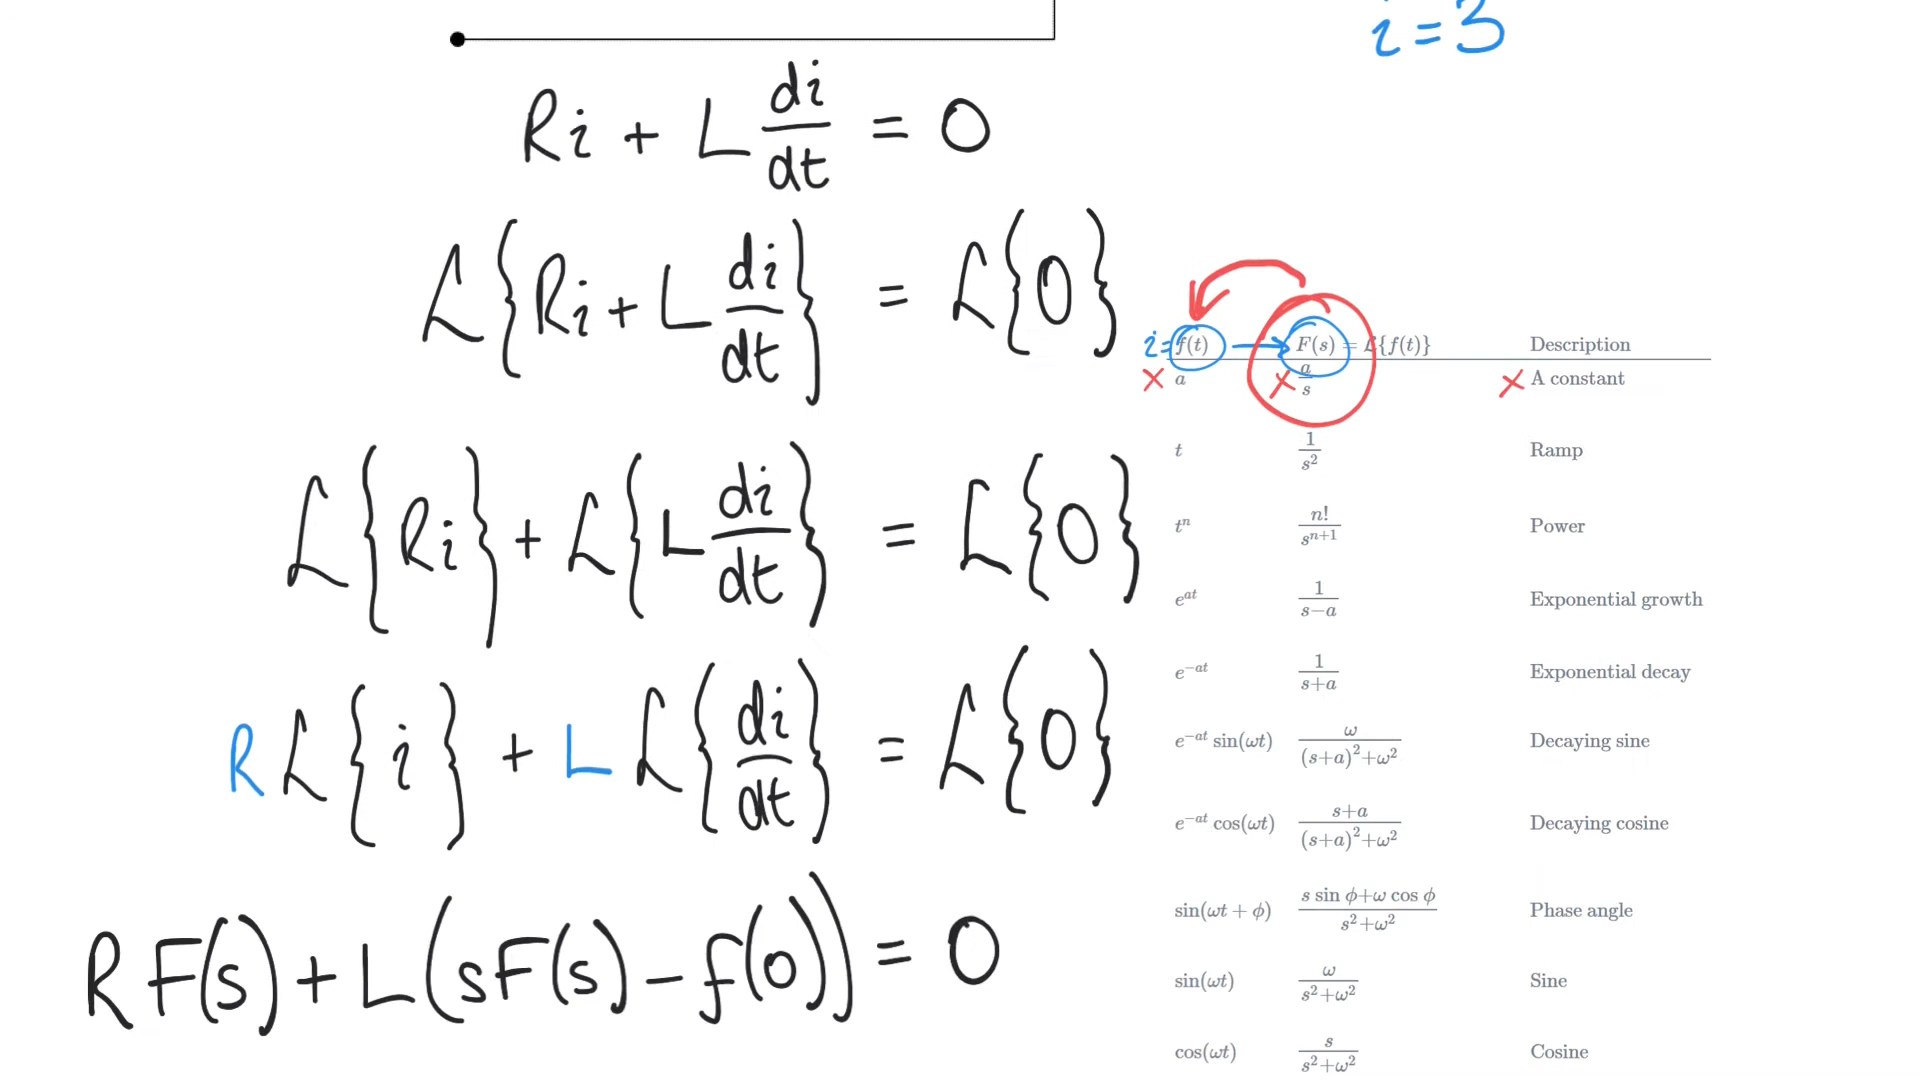 i = 3
Ri + L di/dt = 0
ℒ{Ri + L di/dt} = ℒ{0}
ℒ{Ri} + ℒ{L di/dt} = ℒ{0}
R ℒ{i} + L ℒ{di/dt} = ℒ{0}
R F(s) + L(sF(s) − f(0)) = 0
i = f(t) → F(s) = ℒ{f(t)} Description
× a × a/s × A constant
t 1/s² Ramp
tⁿ n!/sⁿ⁺¹ Power
e^{at} 1/(s−a) Exponential growth
e^{−at} 1/(s+a) Exponential decay
e^{−at} sin(ωt) ω/((s+a)²+ω²) Decaying sine
e^{−at} cos(ωt) (s+a)/((s+a)²+ω²) Decaying cosine
sin(ωt + ϕ) (s sin ϕ+ω cos ϕ)/(s²+ω²) Phase angle
sin(ωt) ω/(s²+ω²) Sine
cos(ωt) s/(s²+ω²) Cosine